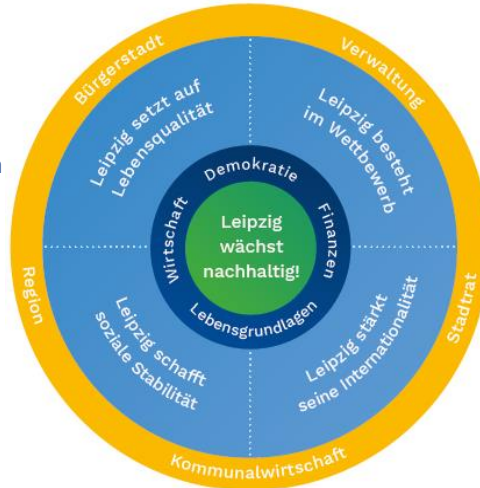 Bürgerstadt
Verwaltung
Stadtrat
Kommunalwirtschaft
Region
Leipzig setzt auf
Lebensqualität
Leipzig besteht
im Wettbewerb
Leipzig schafft
soziale Stabilität
Leipzig stärkt
seine Internationalität
Demokratie
Finanzen
Lebensgrundlagen
Wirtschaft
Leipzig
wächst
nachhaltig!